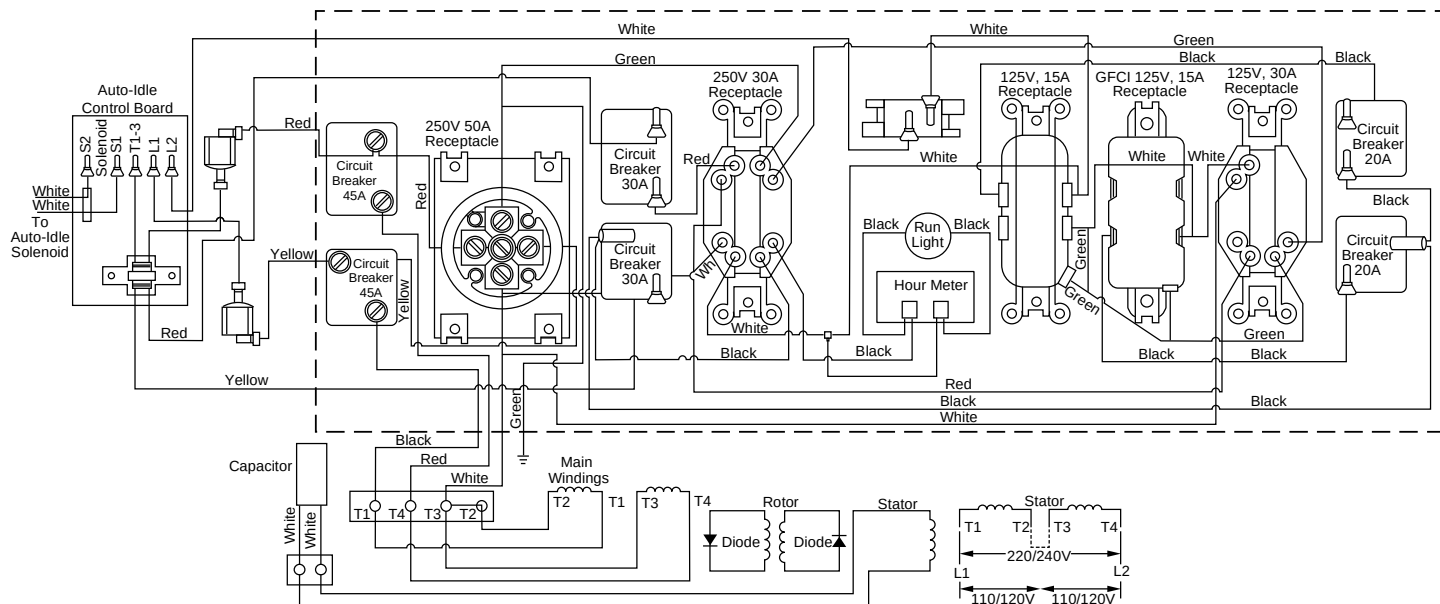 White
White
Green
Green
Black
Black
Auto-Idle
Control Board
S2
Solenoid
S1
T1-3
L1
L2
Red
250V 50A
Receptacle
250V 30A
Receptacle
125V, 15A
Receptacle
GFCI 125V, 15A
Receptacle
125V, 30A
Receptacle
Circuit
Breaker
45A
Circuit
Breaker
30A
Circuit
Breaker
20A
Red
Red
White
White
White
White
White
To
Auto-Idle
Solenoid
Black
Run
Light
Black
Black
Green
Yellow
Circuit
Breaker
45A
Yellow
Circuit
Breaker
30A
Wh
Circuit
Breaker
20A
Hour Meter
Green
Red
White
Green
Black
Black
Black
Black
Yellow
Red
Black
Black
White
Green
Black
Red
White
Capacitor
White
White
Main
Windings
T1
T4
T3
T2
T2
T1
T3
T4
Rotor
Diode
Diode
Stator
Stator
T1
T2
T3
T4
220/240V
L1
L2
110/120V
110/120V